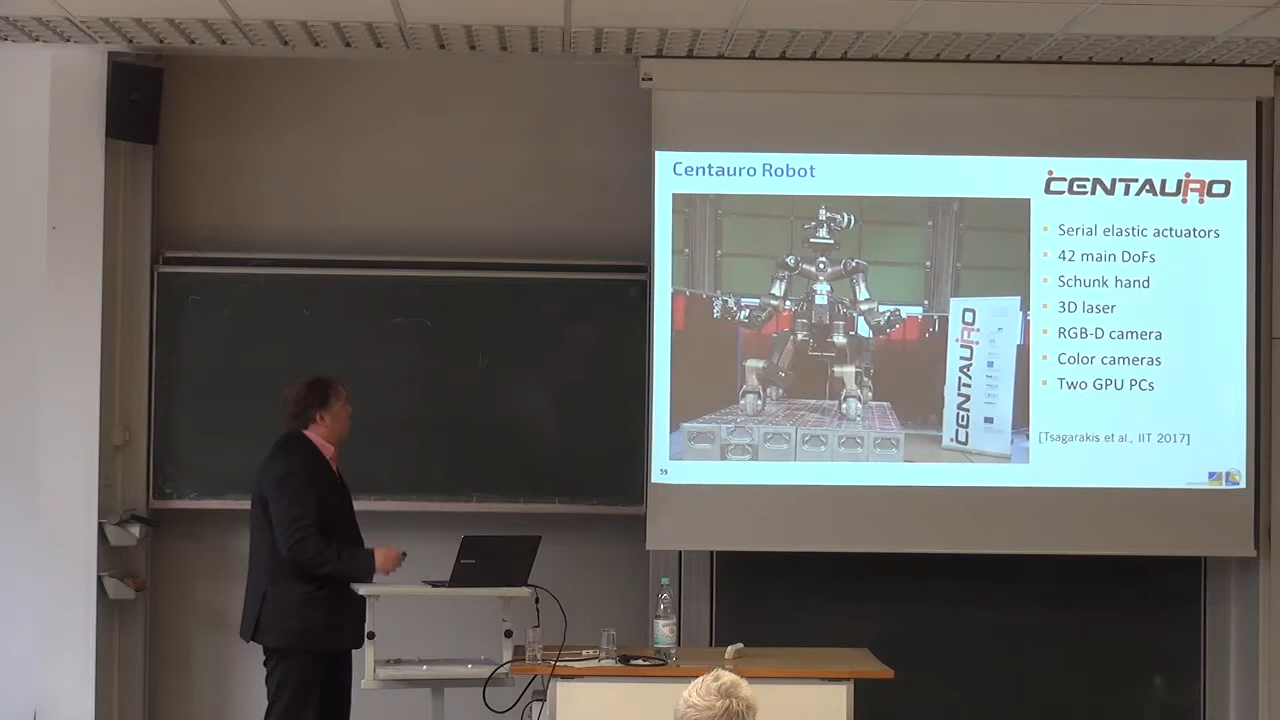 Centauro Robot
CENTAURO
Serial elastic actuators
42 main DoFs
Schunk hand
3D laser
RGB-D camera
Color cameras
Two GPU PCs
[Tsagarakis et al., IIT 2017]
CENTAURO
59
SAMSUNG